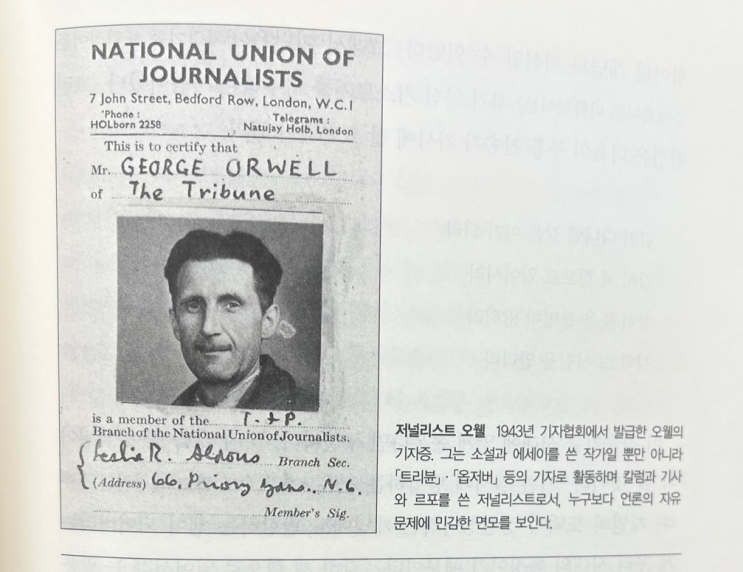 NATIONAL UNION OF
JOURNALISTS
7 John Street, Bedford Row, London, W.C.1
'Phone :
HOLborn 2258
Telegrams :
Natujay Holb, London
This is to certify that
Mr. GEORGE ORWELL
of The Tribune
is a member of the T. & P.
Branch of the National Union of Journalists.
Leslie R. Aldous Branch Sec.
(Address) 66, Priory Gdns, N.6.
Member's Sig.
저널리스트 오웰 1943년 기자협회에서 발급한 오웰의
기자증. 그는 소설과 에세이를 쓴 작가일 뿐만 아니라
「트리뷴」·「옵저버」 등의 기자로 활동하며 칼럼과 기사
와 르포를 쓴 저널리스트로서, 누구보다 언론의 자유
문제에 민감한 면모를 보인다.